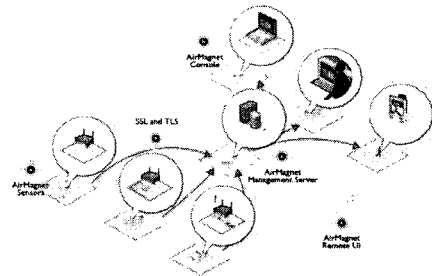 AirMagnet
Console
SSL and TLS
AirMagnet
Sensors
AirMagnet
Management Server
AirMagnet
Remote UI